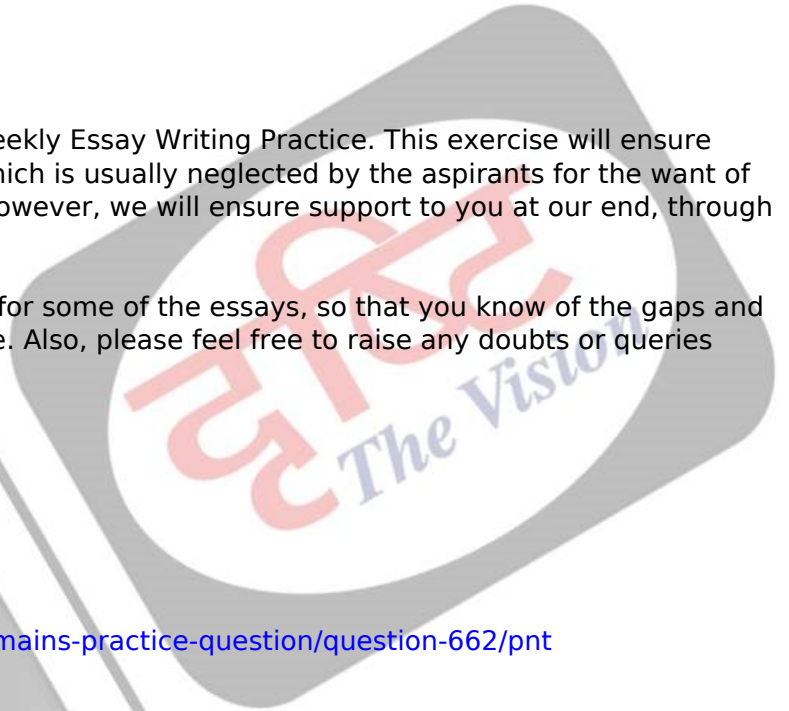 eekly Essay Writing Practice. This exercise will ensure
hich is usually neglected by the aspirants for the want of
owever, we will ensure support to you at our end, through
for some of the essays, so that you know of the gaps and
e. Also, please feel free to raise any doubts or queries
दृष्टि
The Vision
mains-practice-question/question-662/pnt